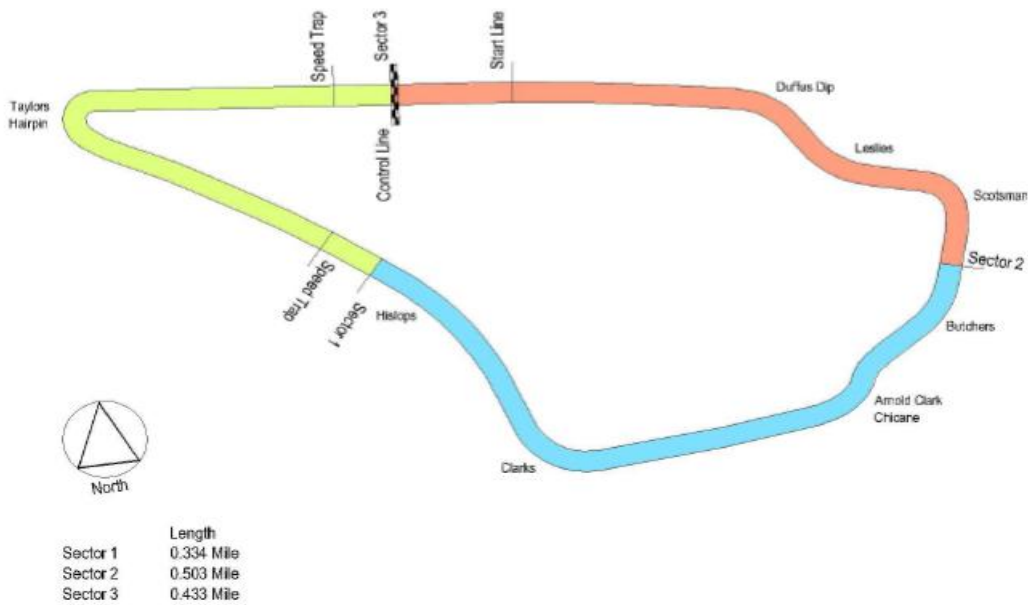 Speed Trap
Sector 3
Start Line
Taylors
Hairpin
Control Line
Duffus Dip
Leslies
Scotsman
Sector 2
Speed Trap
Sector 1
Hislops
Butchers
Arnold Clark
Chicane
Clarks
North
Length
Sector 1 0.334 Mile
Sector 2 0.503 Mile
Sector 3 0.433 Mile